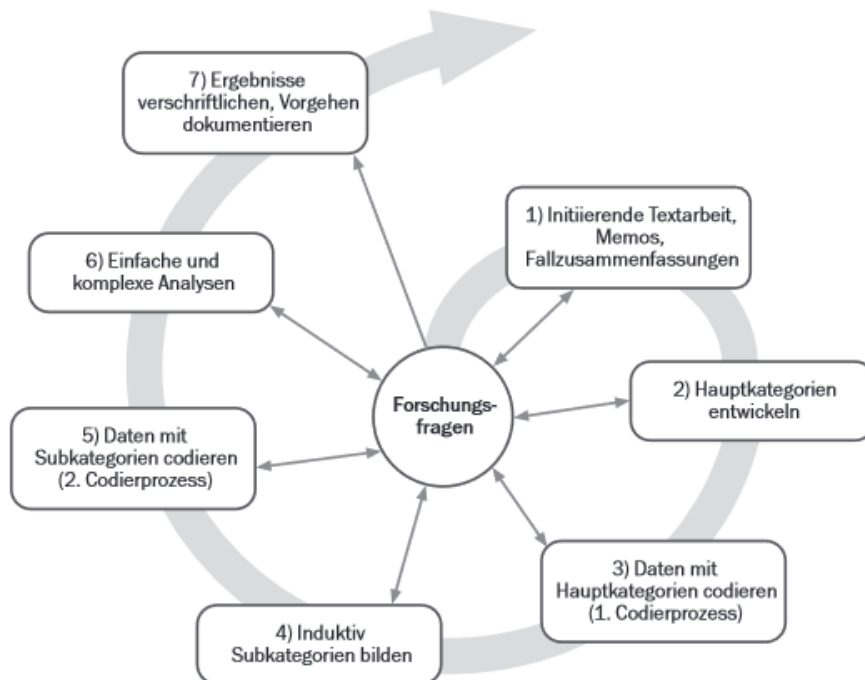 7) Ergebnisse
verschriftlichen, Vorgehen
dokumentieren
1) Initiierende Textarbeit,
Memos,
Fallzusammenfassungen
6) Einfache und
komplexe Analysen
2) Hauptkategorien
entwickeln
Forschungs-
fragen
5) Daten mit
Subkategorien codieren
(2. Codierprozess)
3) Daten mit
Hauptkategorien codieren
(1. Codierprozess)
4) Induktiv
Subkategorien bilden